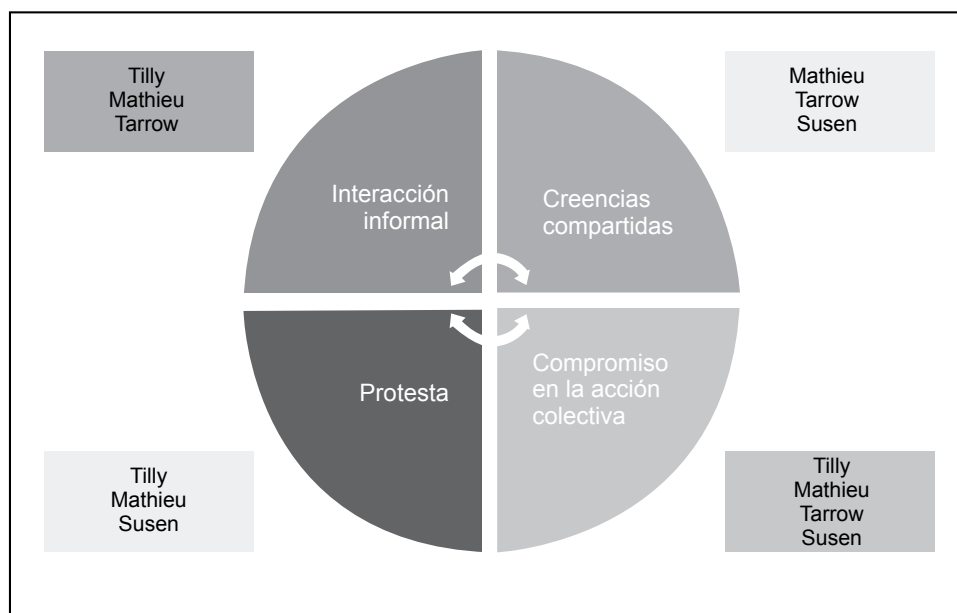 Tilly
Mathieu
Tarrow
Mathieu
Tarrow
Susen
Interacción
informal
Creencias
compartidas
Protesta
Compromiso
en la acción
colectiva
Tilly
Mathieu
Susen
Tilly
Mathieu
Tarrow
Susen